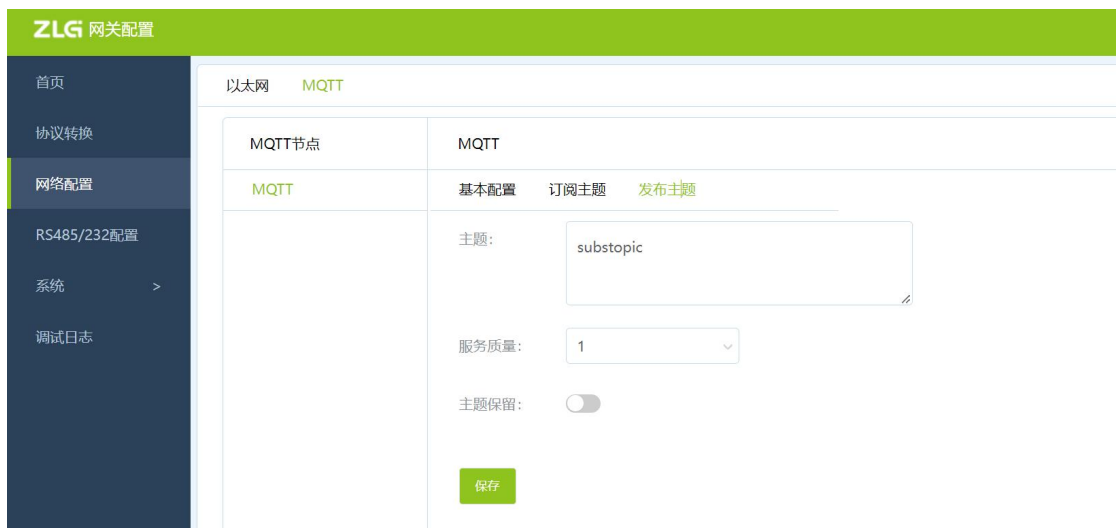 ZLG 网关配置
首页
协议转换
网络配置
RS485/232配置
系统 >
调试日志
以太网 MQTT
MQTT节点
MQTT
MQTT
基本配置 订阅主题 发布主题
主题:
substopic
服务质量:
1
主题保留:
保存